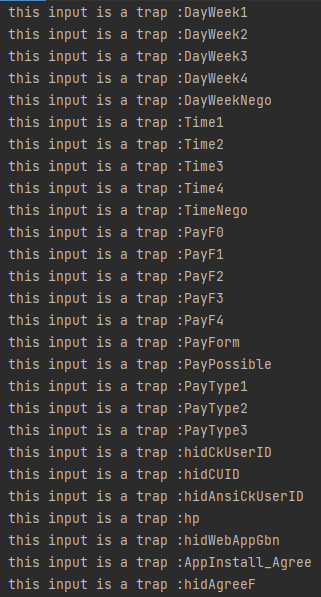 this input is a trap :DayWeek1
this input is a trap :DayWeek2
this input is a trap :DayWeek3
this input is a trap :DayWeek4
this input is a trap :DayWeekNego
this input is a trap :Time1
this input is a trap :Time2
this input is a trap :Time3
this input is a trap :Time4
this input is a trap :TimeNego
this input is a trap :PayF0
this input is a trap :PayF1
this input is a trap :PayF2
this input is a trap :PayF3
this input is a trap :PayF4
this input is a trap :PayForm
this input is a trap :PayPossible
this input is a trap :PayType1
this input is a trap :PayType2
this input is a trap :PayType3
this input is a trap :hidCkUserID
this input is a trap :hidCUID
this input is a trap :hidAnsiCkUserID
this input is a trap :hp
this input is a trap :hidWebAppGbn
this input is a trap :AppInstall_Agree
this input is a trap :hidAgreeF